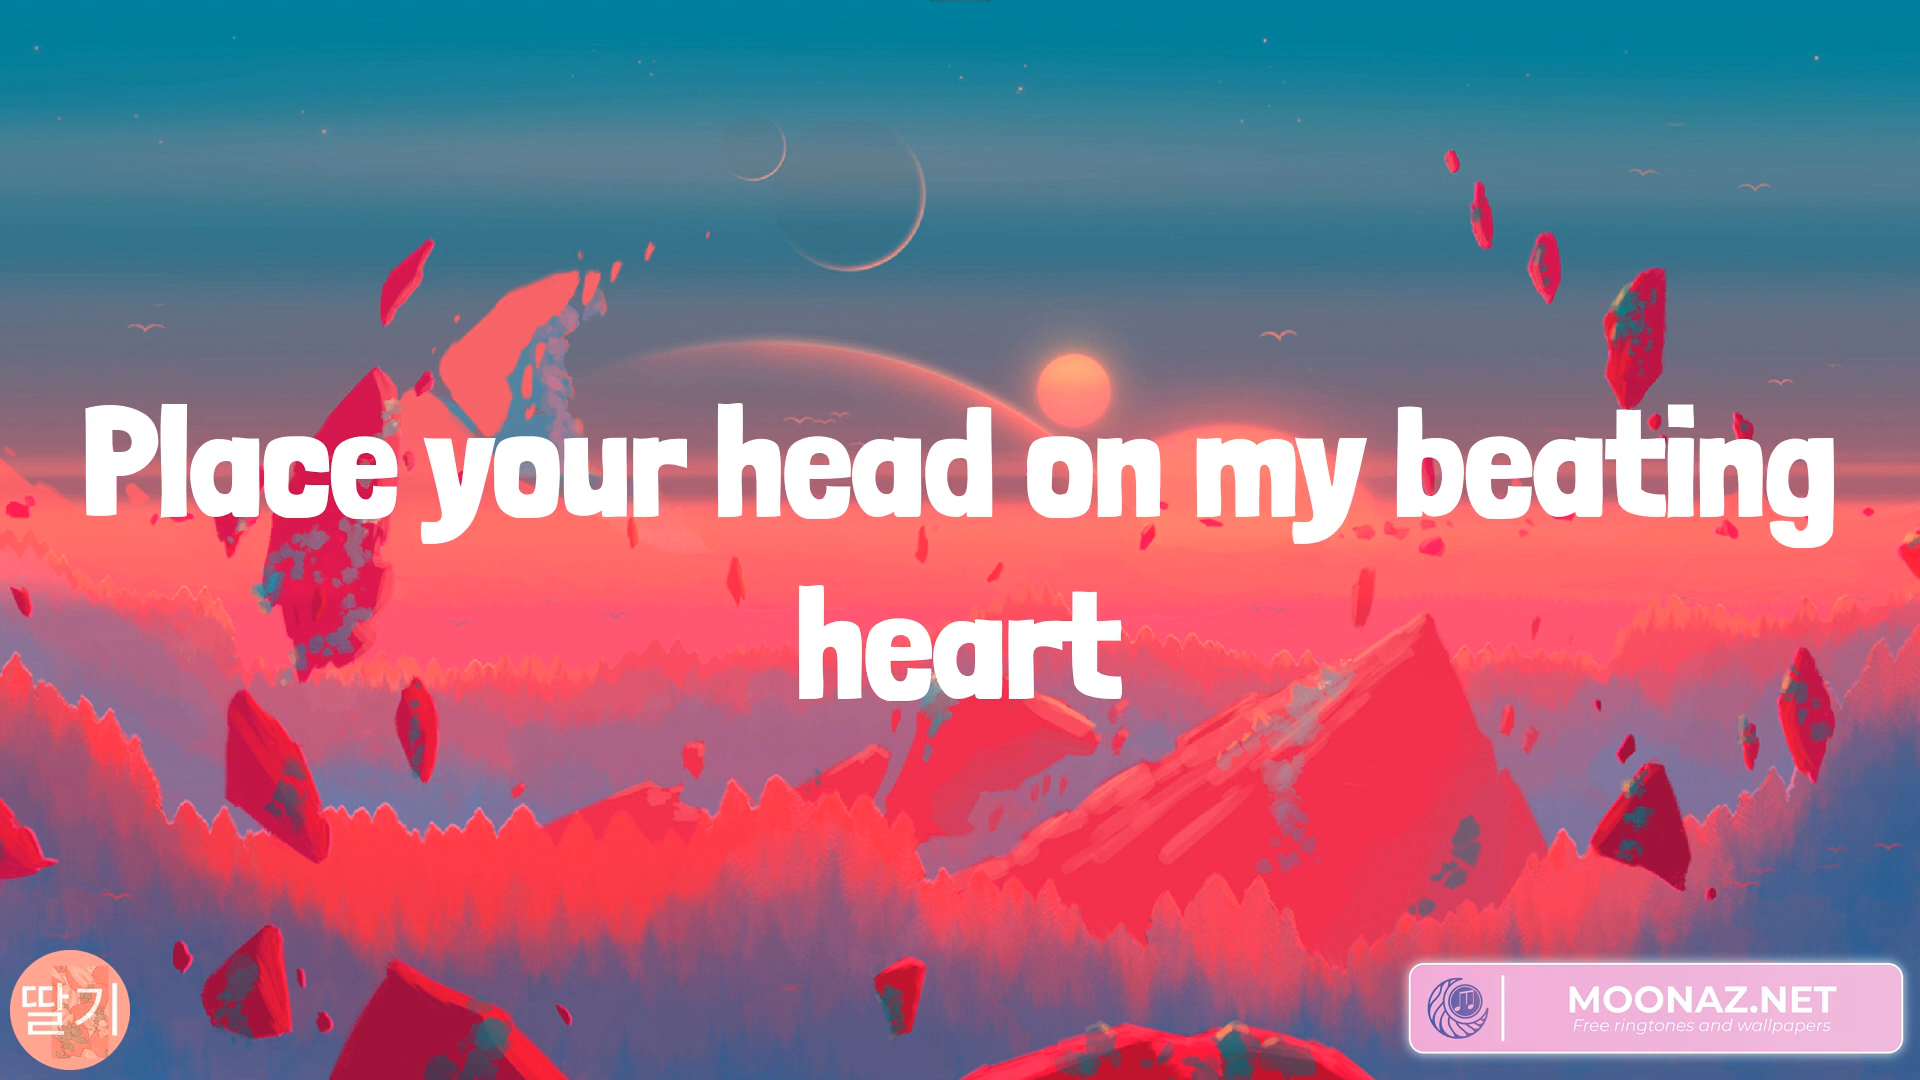 Place your head on my beating
heart
딸기
MOONAZ.NET
Free ringtones and wallpapers